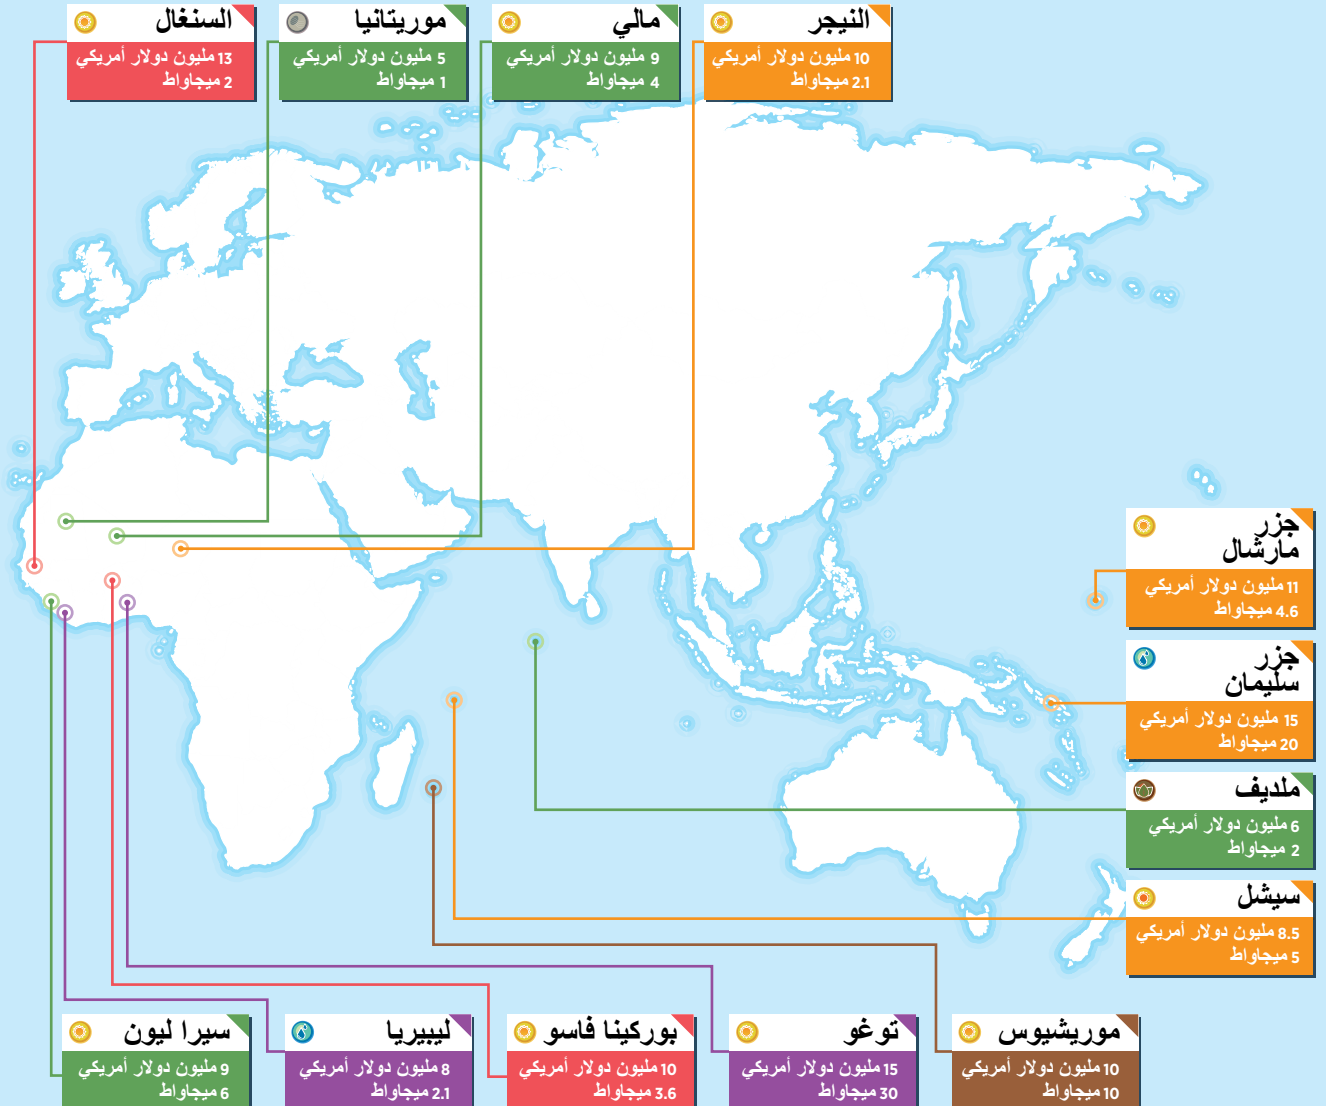 السنغال
13 مليون دولار أمريكي
2 ميجاواط
موريتانيا
5 مليون دولار أمريكي
1 ميجاواط
مالي
9 مليون دولار أمريكي
4 ميجاواط
النيجر
10 مليون دولار أمريكي
2.1 ميجاواط
جزر
مارشال
11 مليون دولار أمريكي
4.6 ميجاواط
جزر
سليمان
15 مليون دولار أمريكي
20 ميجاواط
ملديف
6 مليون دولار أمريكي
2 ميجاواط
سيشل
8.5 مليون دولار أمريكي
5 ميجاواط
سيرا ليون
9 مليون دولار أمريكي
6 ميجاواط
ليبيريا
8 مليون دولار أمريكي
2.1 ميجاواط
بوركينا فاسو
10 مليون دولار أمريكي
3.6 ميجاواط
توغو
15 مليون دولار أمريكي
30 ميجاواط
موريشيوس
10 مليون دولار أمريكي
10 ميجاواط